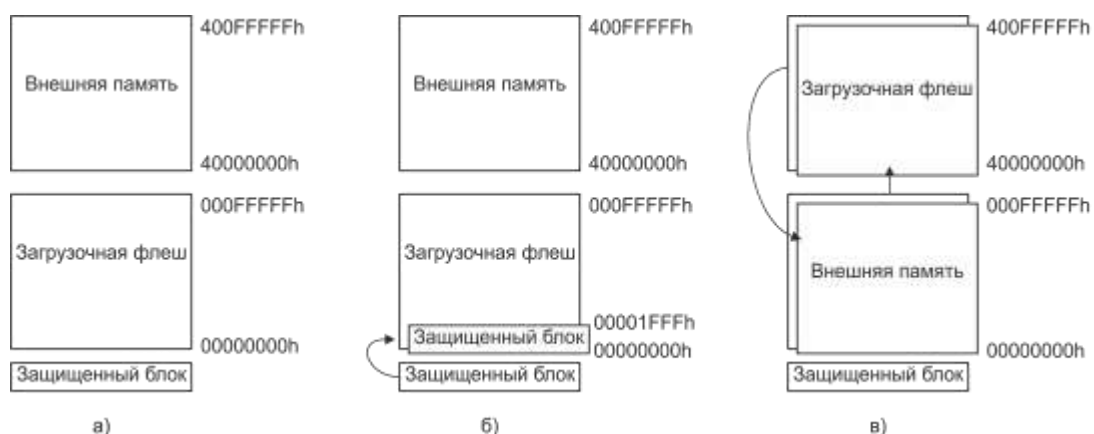 400FFFFFh
Внешняя память
40000000h
000FFFFFh
Загрузочная флеш
00000000h
Защищенный блок
а)
400FFFFFh
Внешняя память
40000000h
000FFFFFh
Загрузочная флеш
00001FFFh
Защищенный блок
00000000h
Защищенный блок
б)
400FFFFFh
Загрузочная флеш
40000000h
000FFFFFh
Внешняя память
00000000h
Защищенный блок
в)